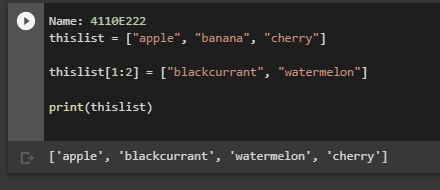 Name: 4110E222
thislist = ["apple", "banana", "cherry"]
thislist[1:2] = ["blackcurrant", "watermelon"]
print(thislist)
['apple', 'blackcurrant', 'watermelon', 'cherry']